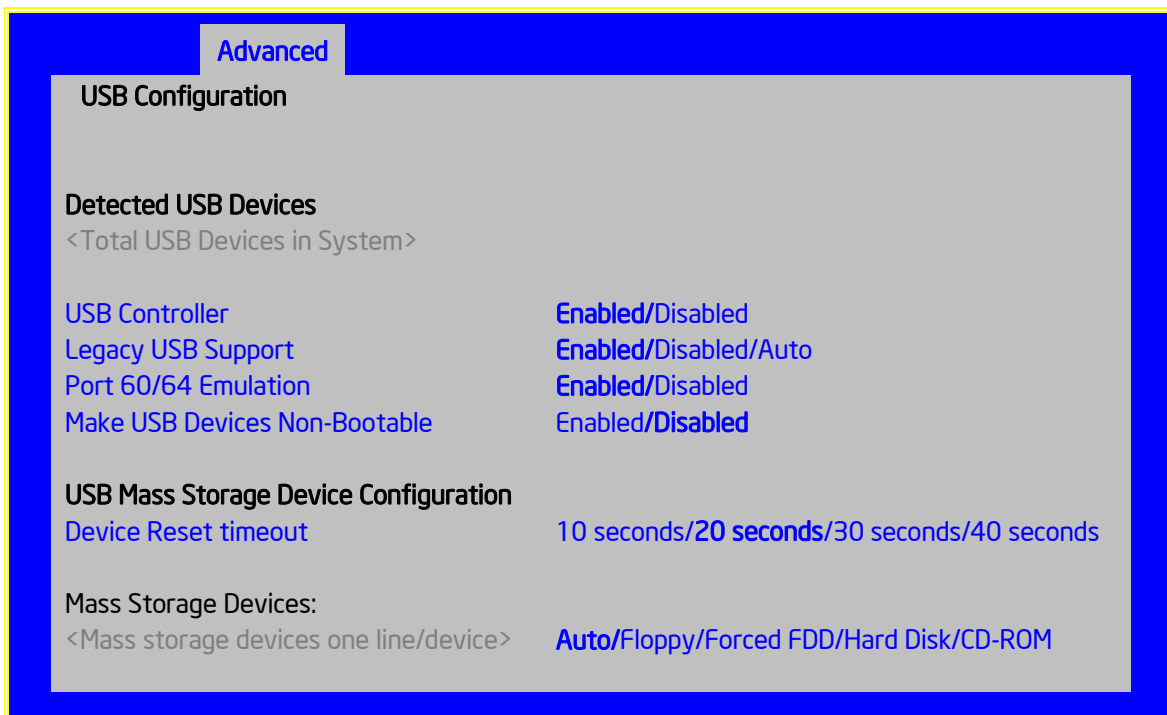 Advanced
USB Configuration
Detected USB Devices
<Total USB Devices in System>
USB Controller Enabled/Disabled
Legacy USB Support Enabled/Disabled/Auto
Port 60/64 Emulation Enabled/Disabled
Make USB Devices Non-Bootable Enabled/Disabled
USB Mass Storage Device Configuration
Device Reset timeout 10 seconds/20 seconds/30 seconds/40 seconds
Mass Storage Devices:
<Mass storage devices one line/device> Auto/Floppy/Forced FDD/Hard Disk/CD-ROM